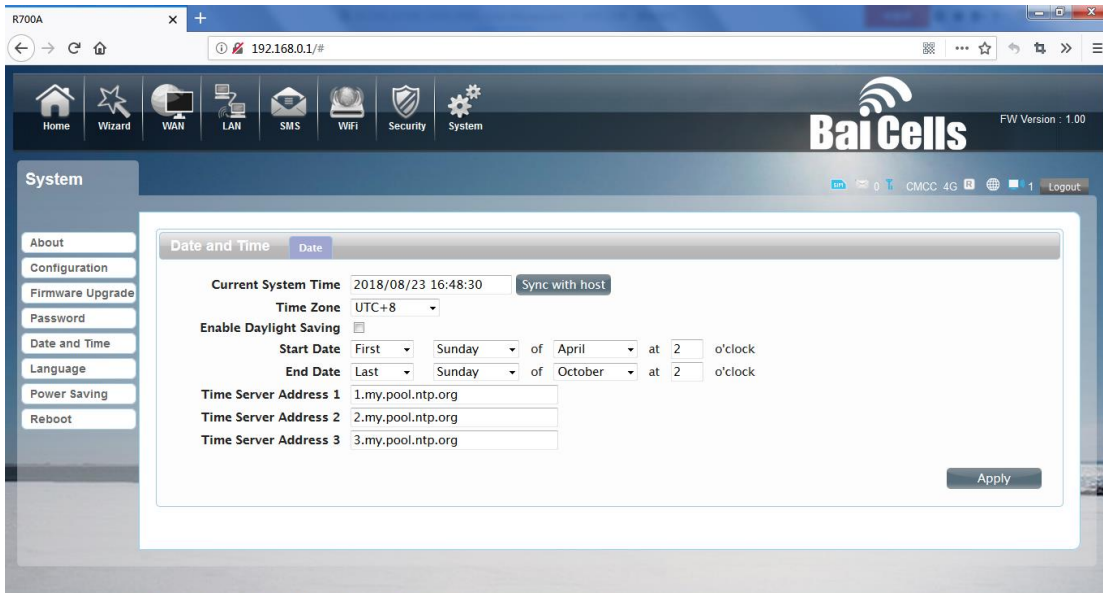 R700A
192.168.0.1/#
Home Wizard WAN LAN SMS WiFi Security System
BaiCells
FW Version : 1.00
System
0 CMCC 4G R 1 Logout
Date and Time Date
About
Configuration
Firmware Upgrade
Password
Date and Time
Language
Power Saving
Reboot
Current System Time 2018/08/23 16:48:30 Sync with host
Time Zone UTC+8
Enable Daylight Saving
Start Date First Sunday of April at 2 o'clock
End Date Last Sunday of October at 2 o'clock
Time Server Address 1 1.my.pool.ntp.org
Time Server Address 2 2.my.pool.ntp.org
Time Server Address 3 3.my.pool.ntp.org
Apply